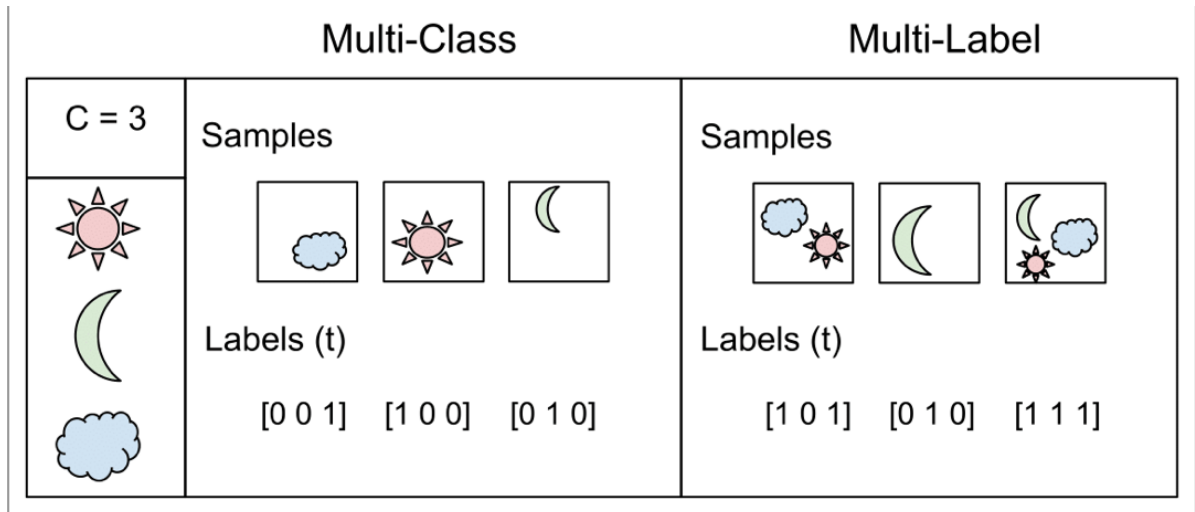 Multi-Class
Multi-Label
C = 3
Samples
Samples
Labels (t)
Labels (t)
[0 0 1] [1 0 0] [0 1 0]
[1 0 1] [0 1 0] [1 1 1]